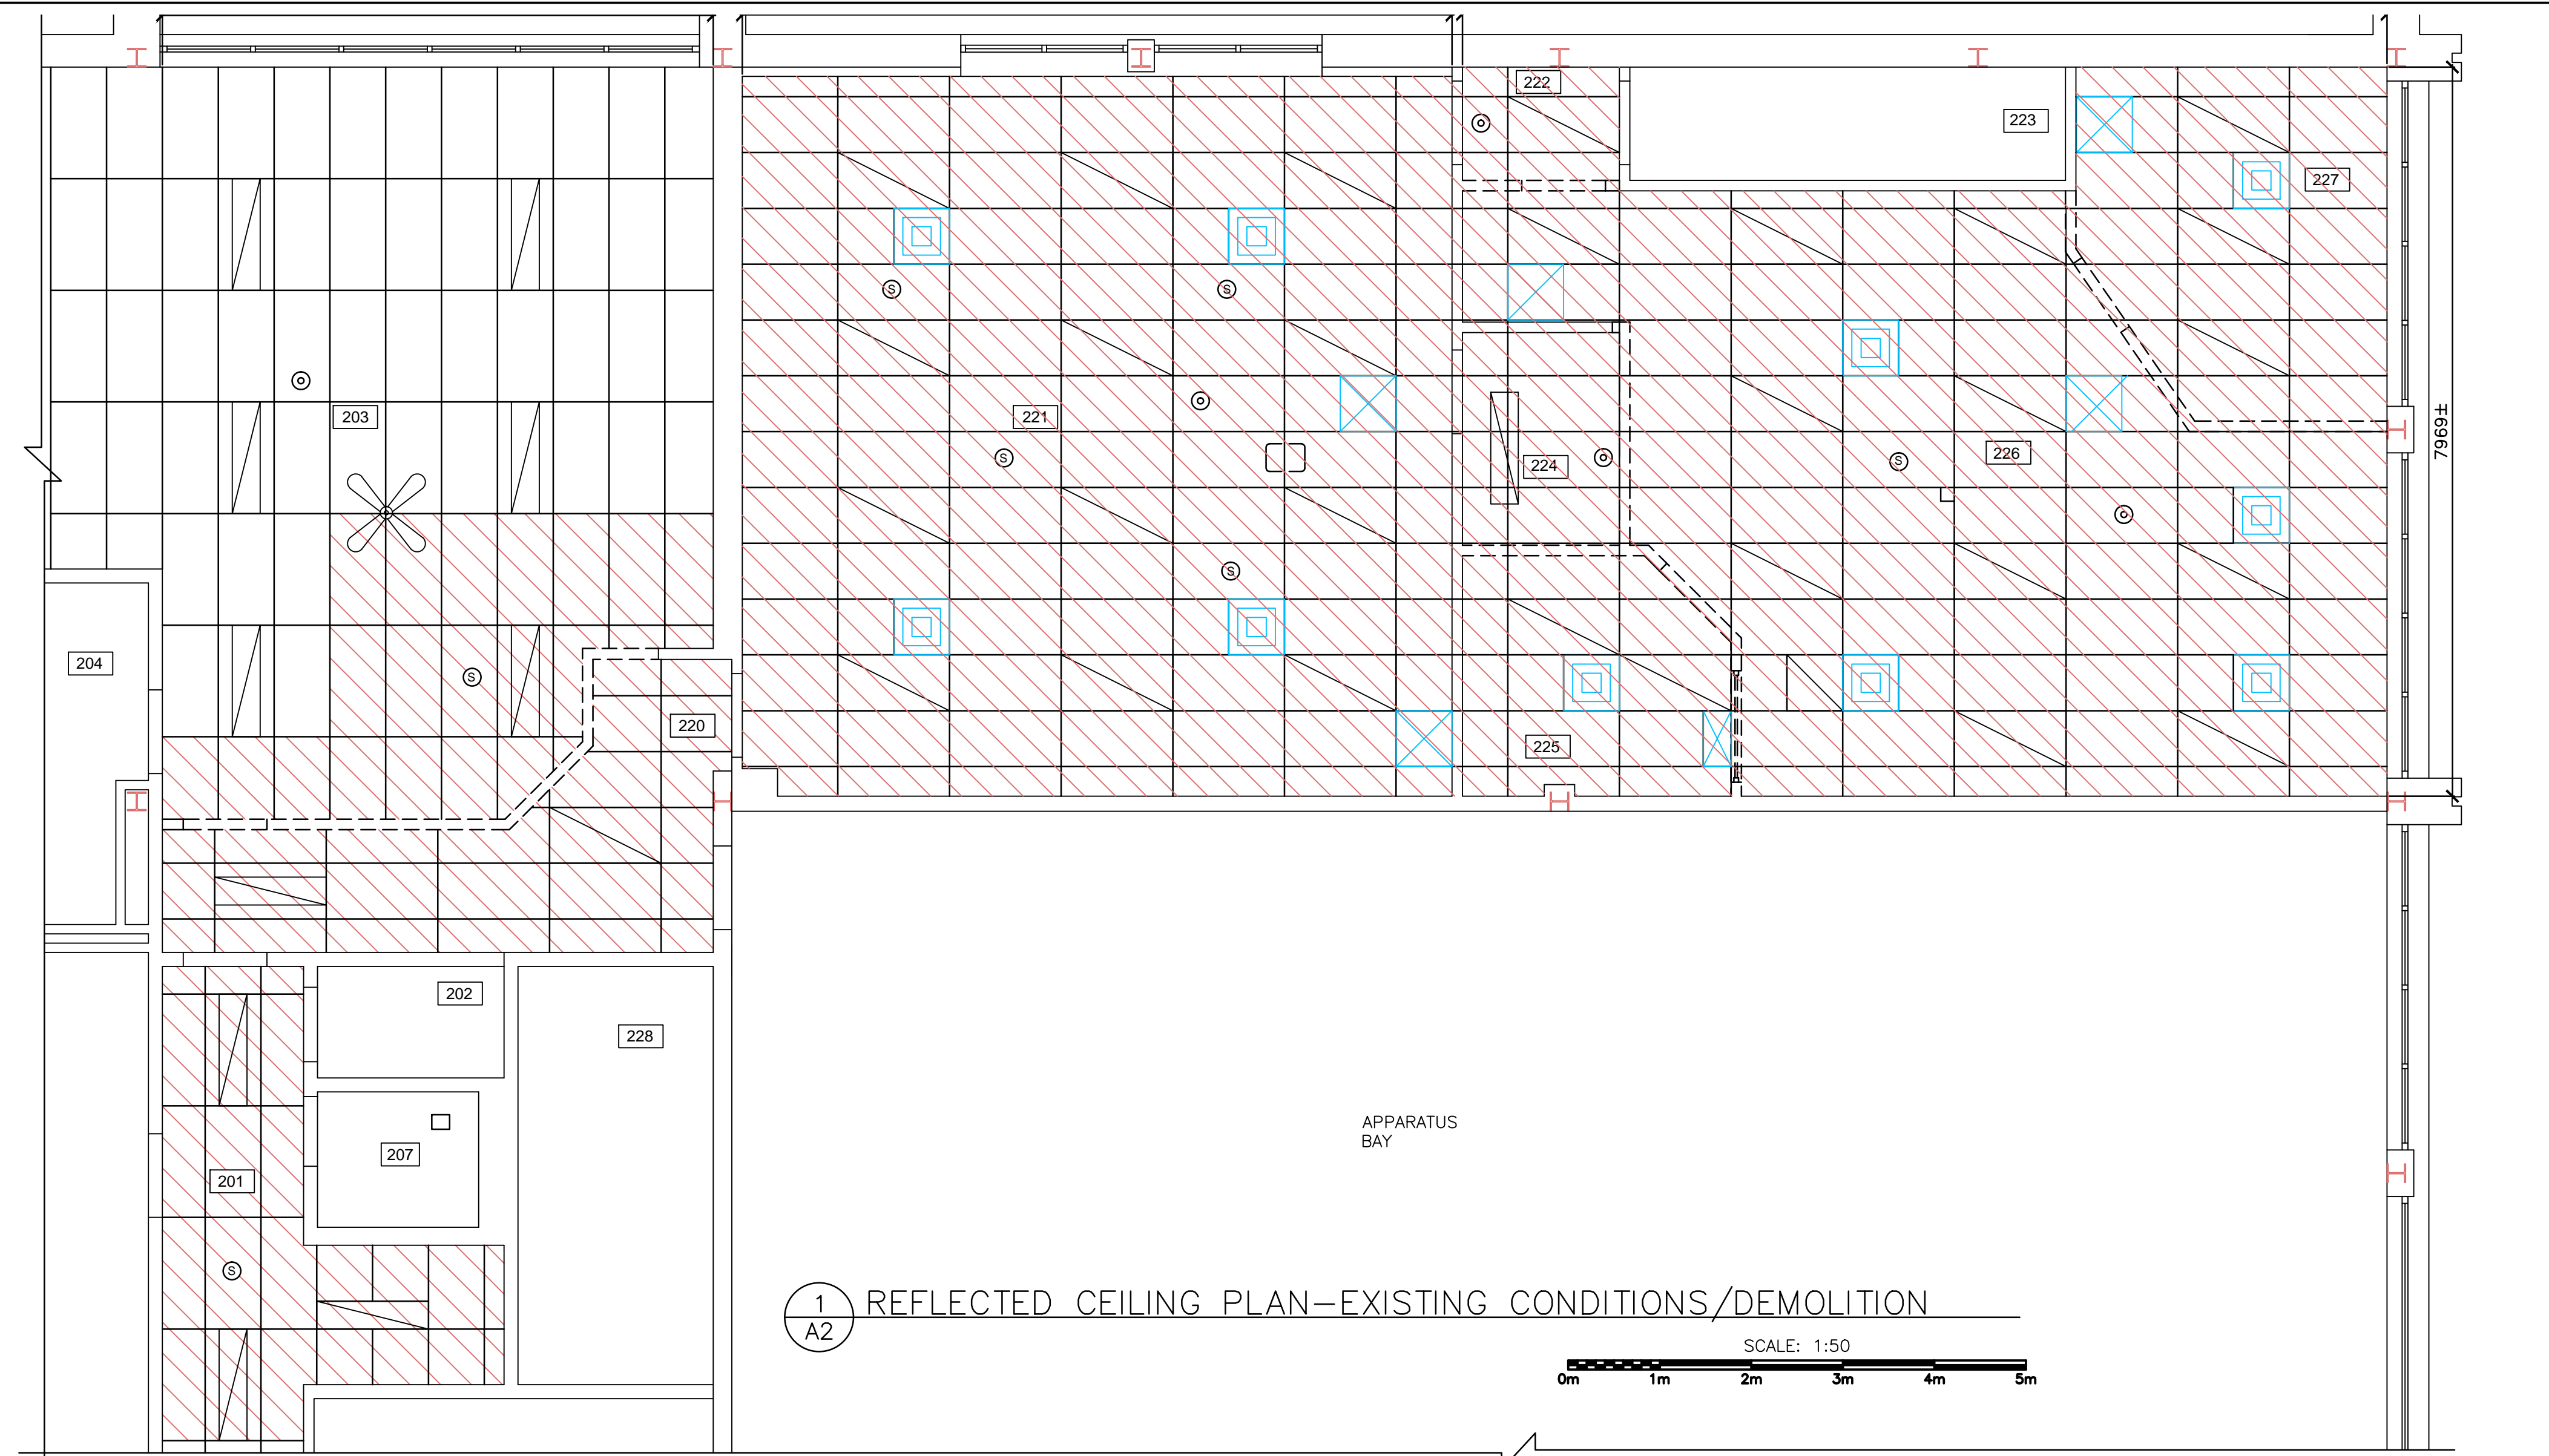 222
223
227
203
221
224
226
7969±
204
S
S
S
S
S
S
220
225
202
228
207
201
S
APPARATUS
BAY
1
A2
REFLECTED CEILING PLAN-EXISTING CONDITIONS/DEMOLITION
SCALE: 1:50
0m 1m 2m 3m 4m 5m